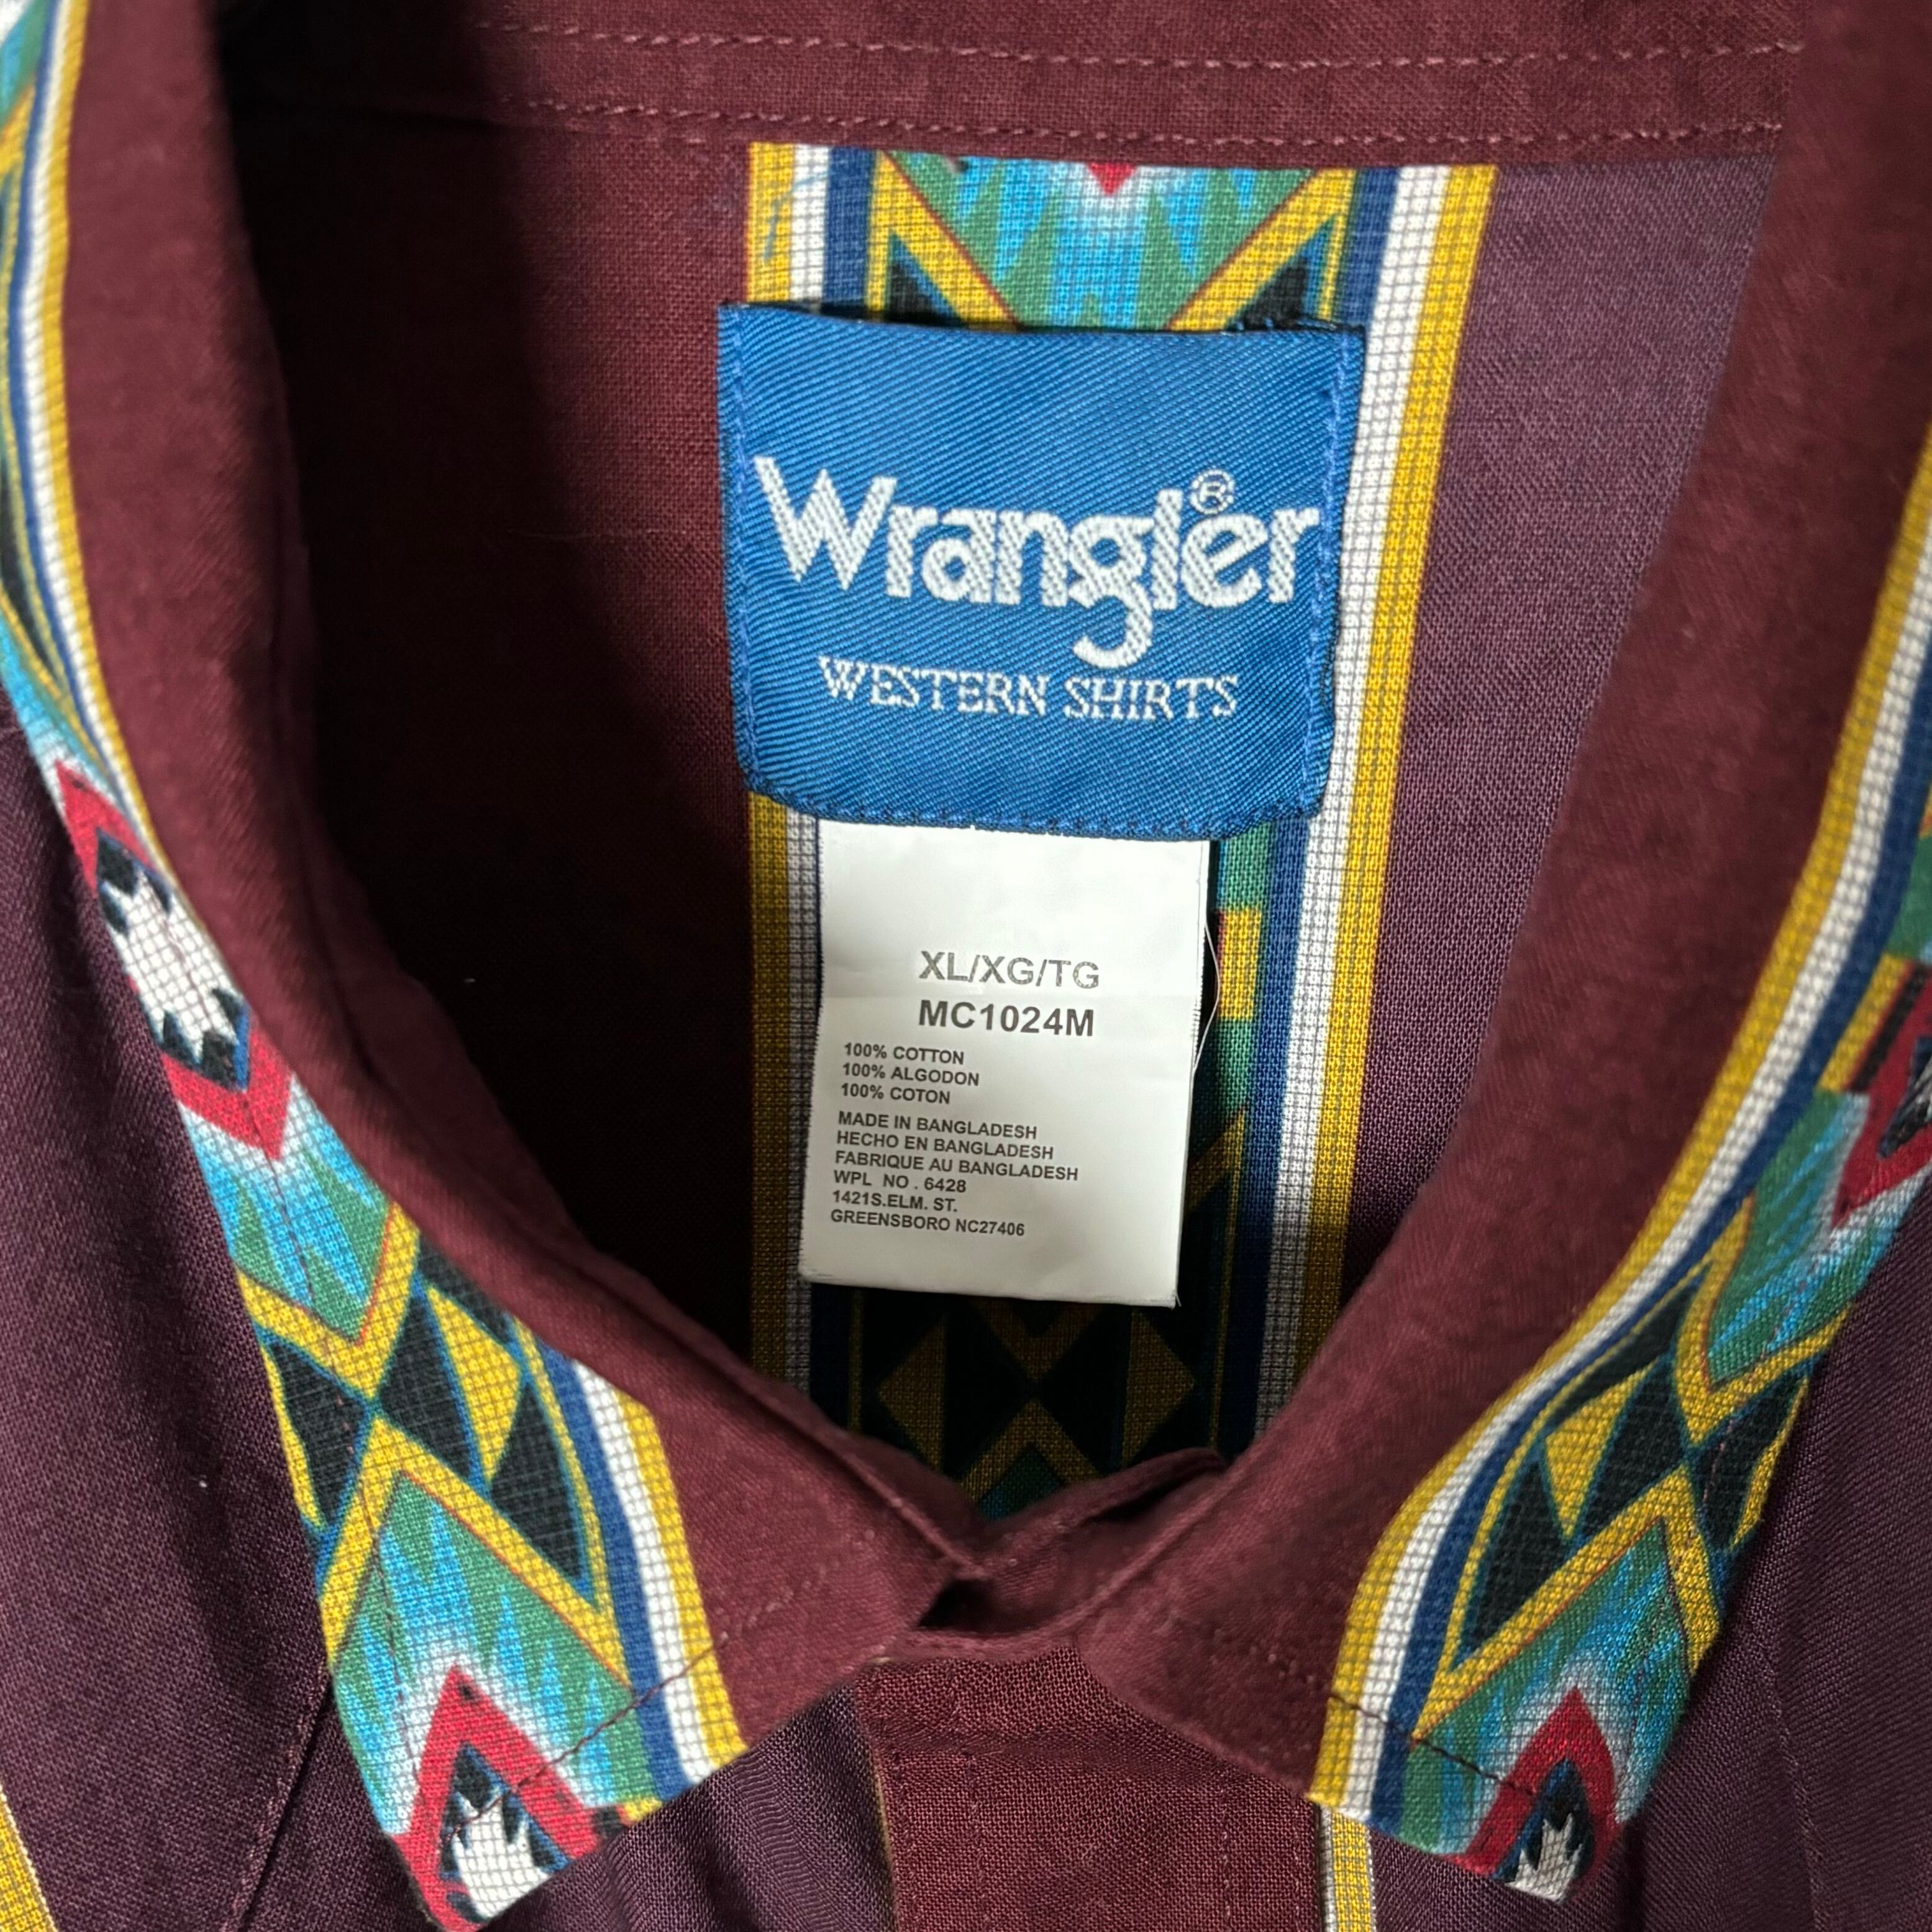 Wrangler®
WESTERN SHIRTS
XL/XG/TG
MC1024M
100% COTTON
100% ALGODON
100% COTON
MADE IN BANGLADESH
HECHO EN BANGLADESH
FABRIQUE AU BANGLADESH
WPL NO . 6428
1421S.ELM. ST.
GREENSBORO NC27406